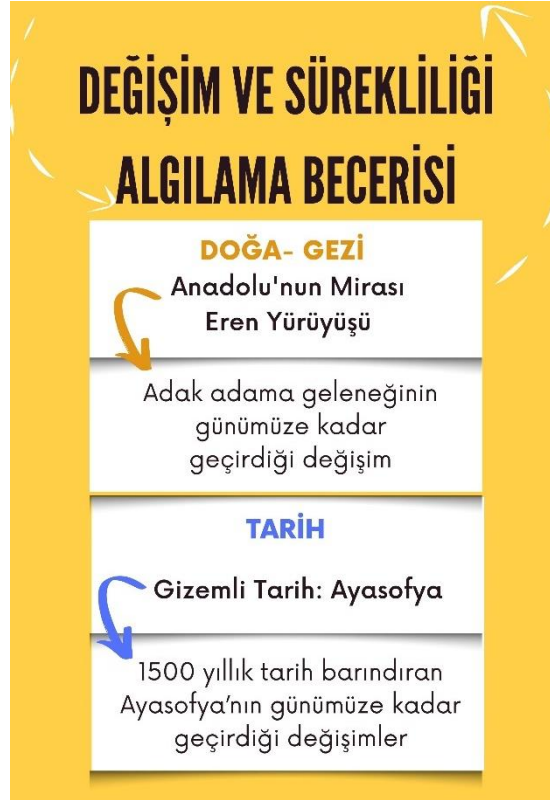 DEĞİŞİM VE SÜREKLİLİĞİ
ALGILAMA BECERİSİ
DOĞA- GEZİ
Anadolu'nun Mirası
Eren Yürüyüşü
Adak adama geleneğinin
günümüze kadar
geçirdiği değişim
TARİH
Gizemli Tarih: Ayasofya
1500 yıllık tarih barındıran
Ayasofya’nın günümüze kadar
geçirdiği değişimler